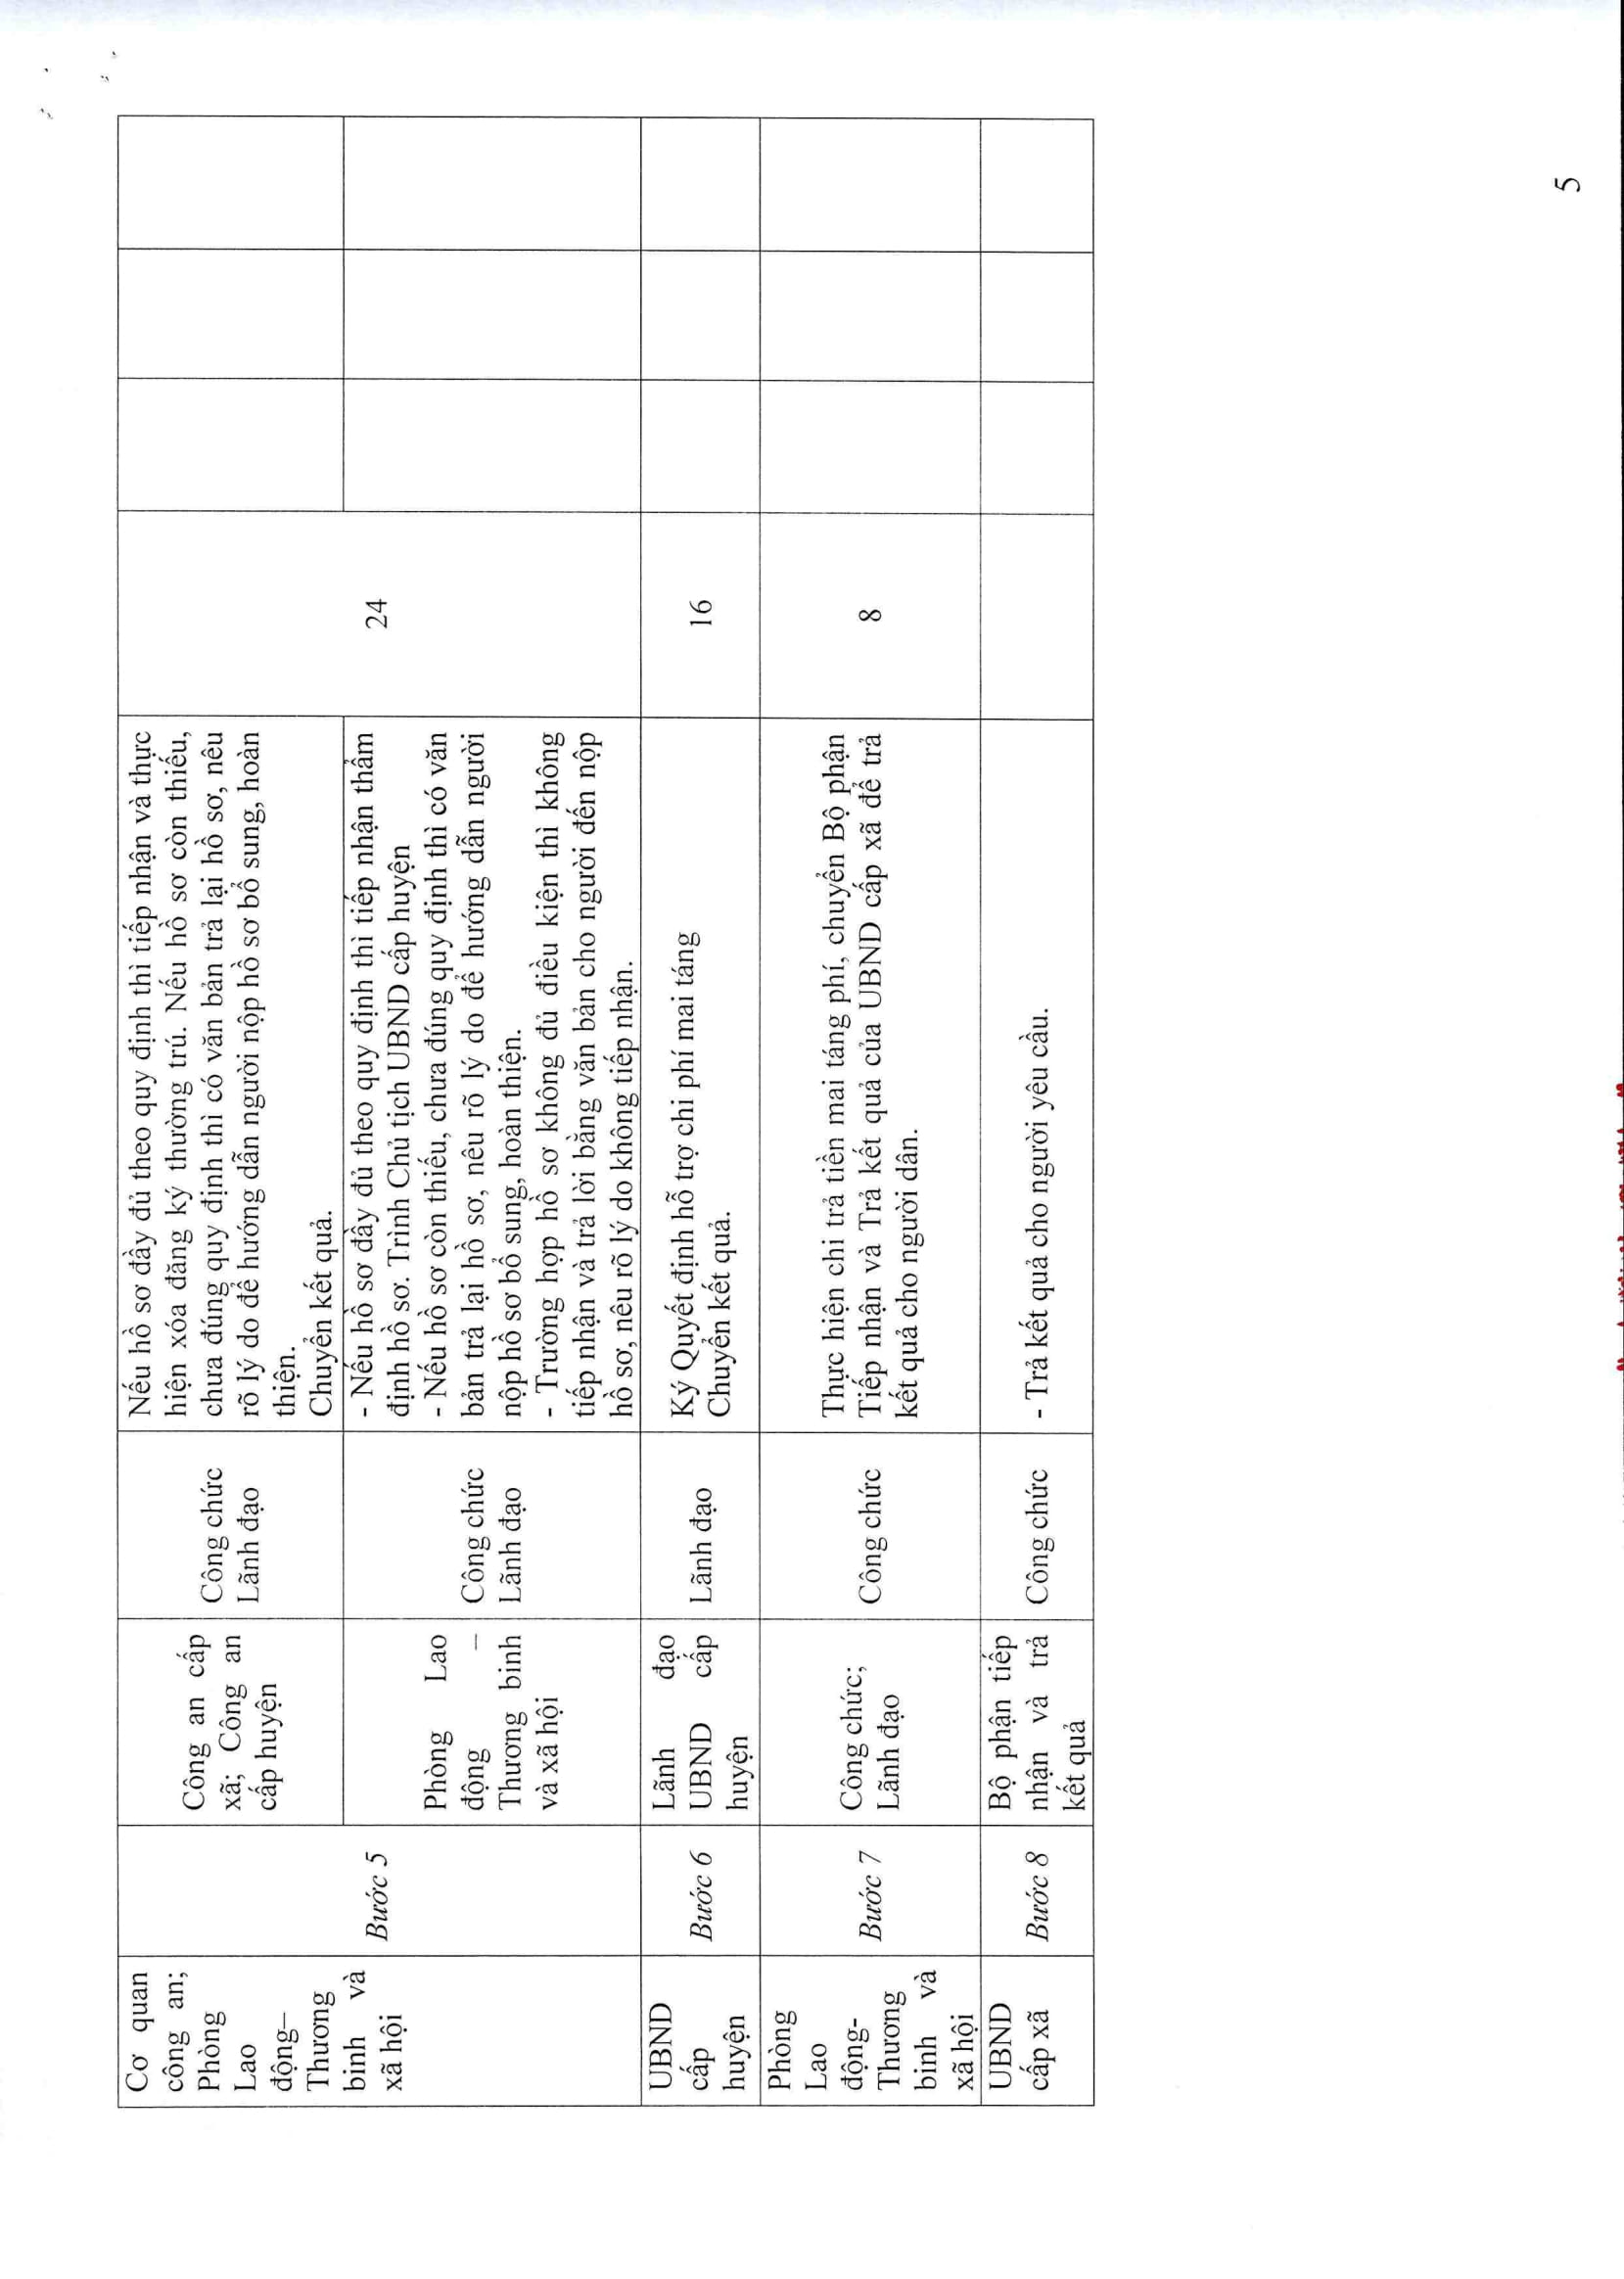 Cơ quan
công an;
Phòng
Lao
động–
Thương
binh và
xã hội
Bước 5
Công an cấp
xã; Công an
cấp huyện
Công chức
Lãnh đạo
Nếu hồ sơ đầy đủ theo quy định thì tiếp nhận và thực
hiện xóa đăng ký thường trú. Nếu hồ sơ còn thiếu,
chưa đúng quy định thì có văn bản trả lại hồ sơ, nêu
rõ lý do để hướng dẫn người nộp hồ sơ bổ sung, hoàn
thiện.
Chuyển kết quả.
24
Phòng Lao
động –
Thương binh
và xã hội
Công chức
Lãnh đạo
- Nếu hồ sơ đầy đủ theo quy định thì tiếp nhận thẩm
định hồ sơ. Trình Chủ tịch UBND cấp huyện
- Nếu hồ sơ còn thiếu, chưa đúng quy định thì có văn
bản trả lại hồ sơ, nêu rõ lý do để hướng dẫn người
nộp hồ sơ bổ sung, hoàn thiện.
- Trường hợp hồ sơ không đủ điều kiện thì không
tiếp nhận và trả lời bằng văn bản cho người đến nộp
hồ sơ, nêu rõ lý do không tiếp nhận.
UBND
cấp
huyện
Bước 6
Lãnh đạo
UBND cấp
huyện
Lãnh đạo
Ký Quyết định hỗ trợ chi phí mai táng
Chuyển kết quả.
16
Phòng
Lao
động-
Thương
binh và
xã hội
Bước 7
Công chức;
Lãnh đạo
Công chức
Thực hiện chi trả tiền mai táng phí, chuyển Bộ phận
Tiếp nhận và Trả kết quả của UBND cấp xã để trả
kết quả cho người dân.
8
UBND
cấp xã
Bước 8
Bộ phận tiếp
nhận và trả
kết quả
Công chức
- Trả kết quả cho người yêu cầu.
5